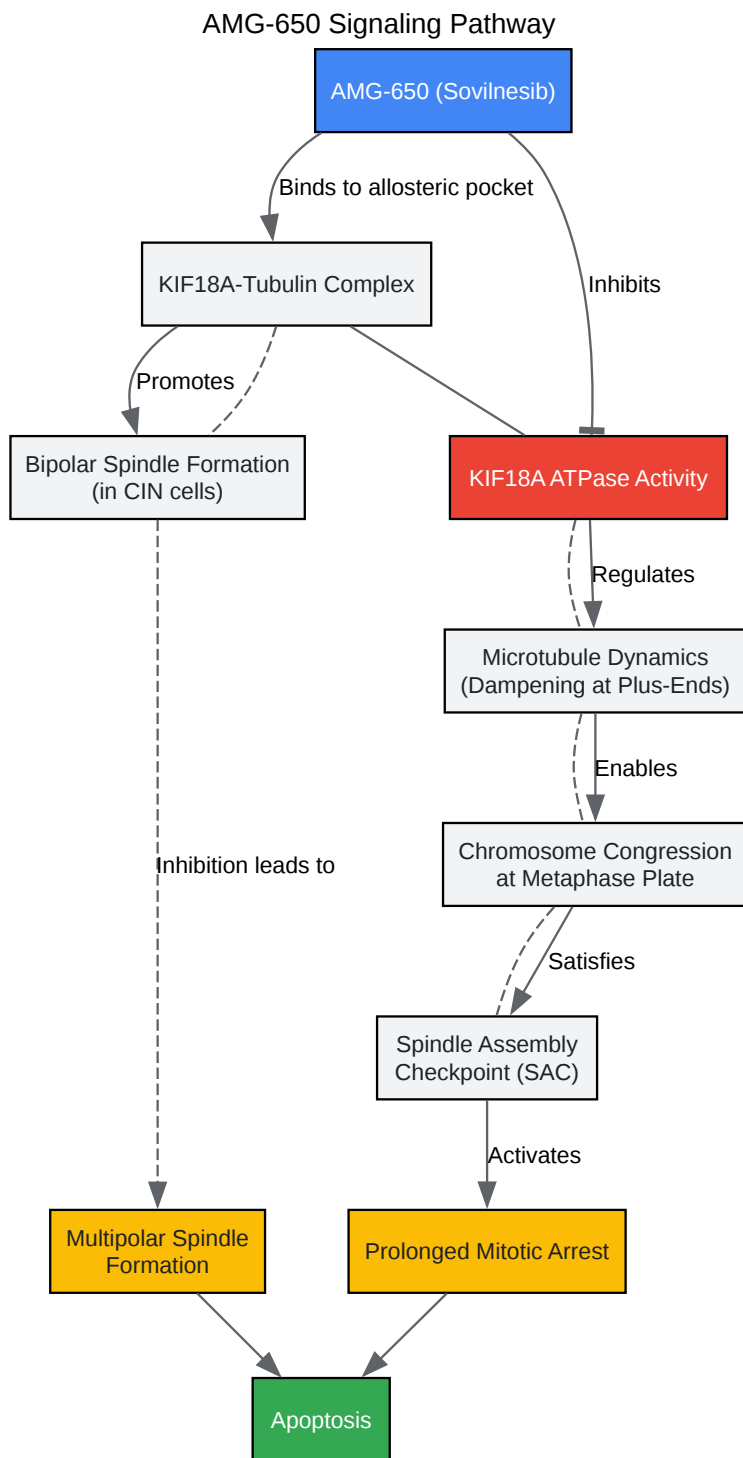 AMG-650 Signaling Pathway
AMG-650 (Sovilnesib)
Binds to allosteric pocket
KIF18A-Tubulin Complex
Inhibits
Promotes
Bipolar Spindle Formation
(in CIN cells)
KIF18A ATPase Activity
Regulates
Microtubule Dynamics
(Dampening at Plus-Ends)
Enables
Chromosome Congression
at Metaphase Plate
Inhibition leads to
Satisfies
Spindle Assembly
Checkpoint (SAC)
Activates
Multipolar Spindle
Formation
Prolonged Mitotic Arrest
Apoptosis